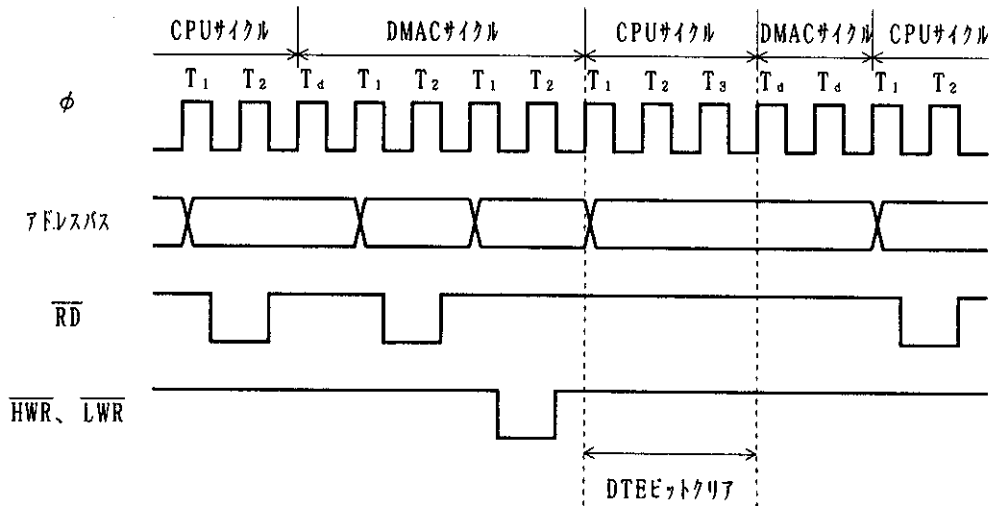 CPUサイクル DMACサイクル CPUサイクル DMACサイクル CPUサイクル
T₁ T₂ T_d T₁ T₂ T₁ T₂ T₁ T₂ T₃ T_d T_d T₁ T₂
φ
アドレスバス
RD
HWR、LWR
DTEビットクリア